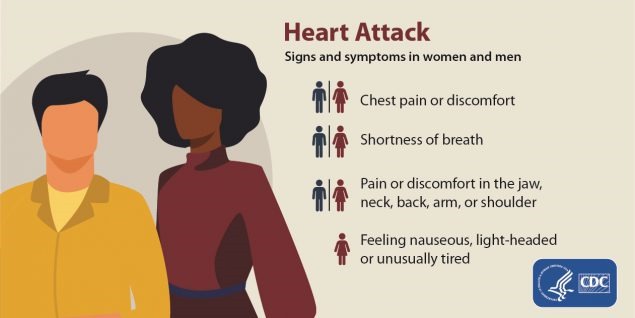 Heart Attack
Signs and symptoms in women and men
Chest pain or discomfort
Shortness of breath
Pain or discomfort in the jaw,
neck, back, arm, or shoulder
Feeling nauseous, light-headed
or unusually tired
CDC